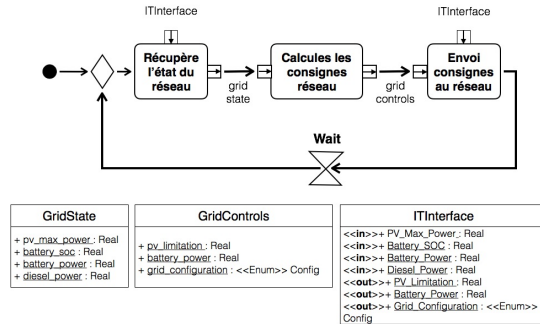 ITInterface
ITInterface
Récupère
l'état du
réseau
grid
state
Calcules les
consignes
réseau
grid
controls
Envoi
consignes
au réseau
Wait
GridState
+ pv_max_power : Real
+ battery_soc : Real
+ battery_power : Real
+ diesel_power : Real
GridControls
+ pv_limitation : Real
+ battery_power : Real
+ grid_configuration : <<Enum>> Config
ITInterface
<<in>>+ PV_Max_Power : Real
<<in>>+ Battery_SOC : Real
<<in>>+ Battery_Power : Real
<<in>>+ Diesel_Power : Real
<<out>>+ PV_Limitation : Real
<<out>>+ Battery_Power : Real
<<out>>+ Grid_Configuration : <<Enum>>
Config